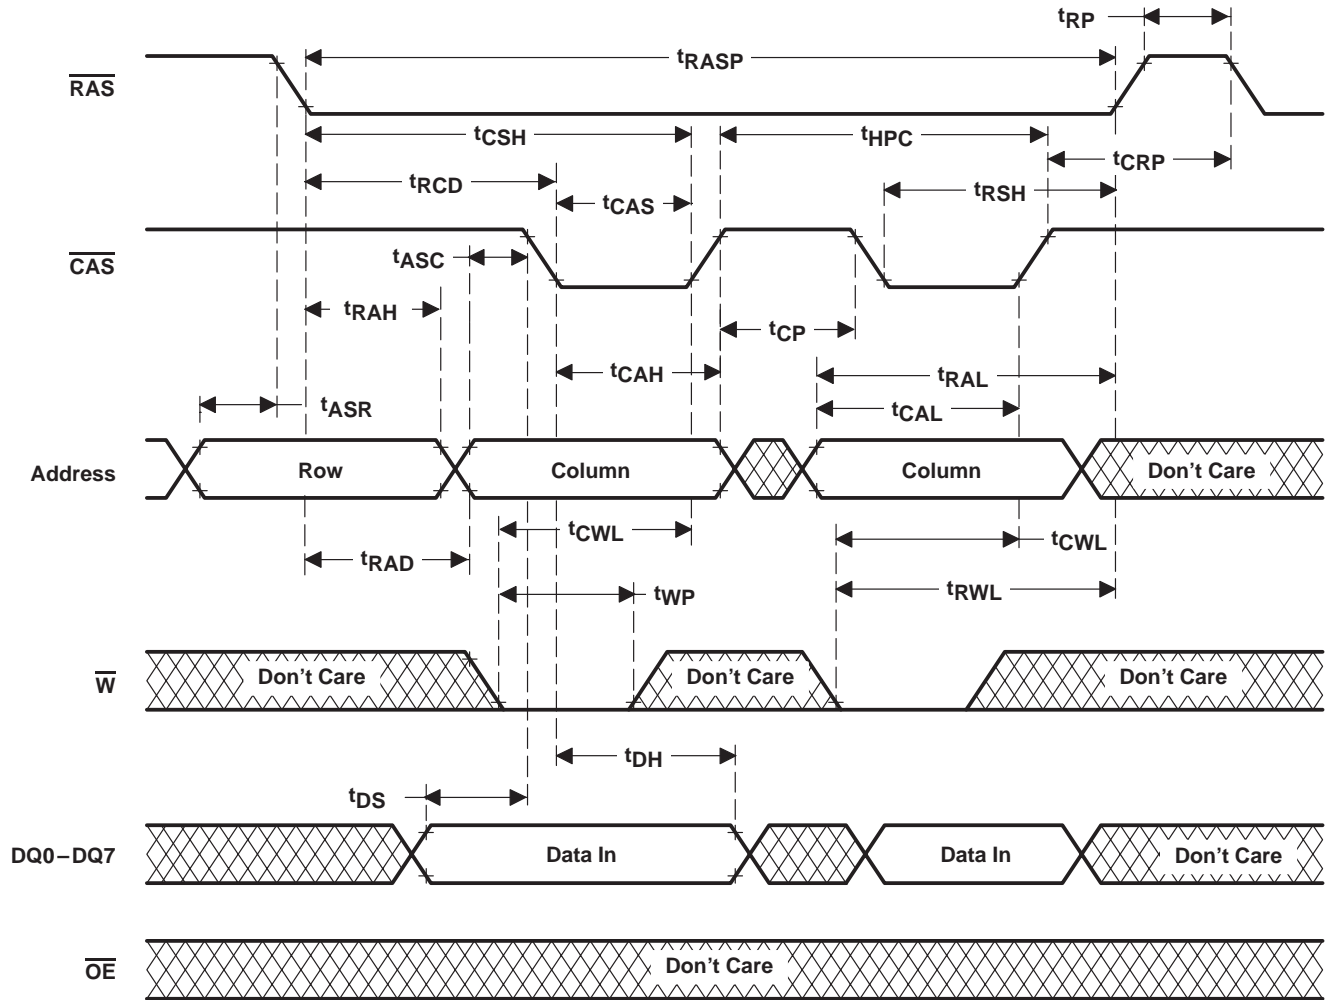 tRP
tRASP
RAS
tCSH
tHPC
tCRP
tRCD
tRSH
tCAS
CAS
tASC
tRAH
tCP
tCAH
tRAL
tASR
tCAL
Address
Row
Column
Column
Don't Care
tCWL
tCWL
tRAD
tWP
tRWL
W
Don't Care
Don't Care
Don't Care
tDH
tDS
DQ0–DQ7
Data In
Data In
Don't Care
OE
Don't Care